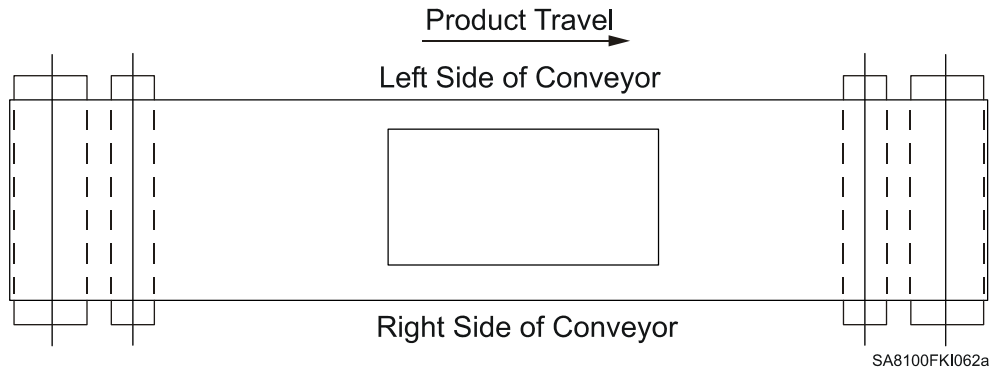 Product Travel
Left Side of Conveyor
Right Side of Conveyor
SA8100FKI062a